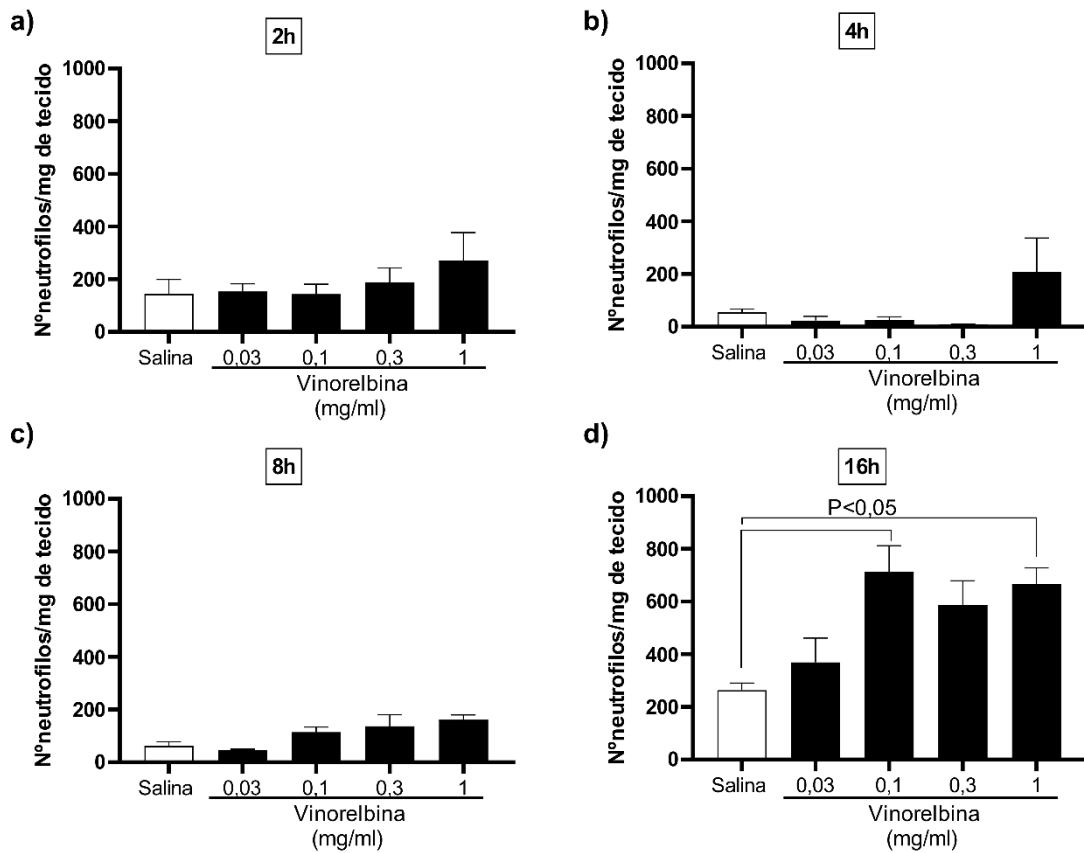 a)
2h
Nºneutrofilos/mg de tecido
1000
800
600
400
200
0
Salina
0,03
0,1
0,3
1
Vinorelbina
(mg/ml)
b)
4h
Nºneutrofilos/mg de tecido
1000
800
600
400
200
0
Salina
0,03
0,1
0,3
1
Vinorelbina
(mg/ml)
c)
8h
Nºneutrofilos/mg de tecido
1000
800
600
400
200
0
Salina
0,03
0,1
0,3
1
Vinorelbina
(mg/ml)
d)
16h
Nºneutrofilos/mg de tecido
1000
800
600
400
200
0
P<0,05
Salina
0,03
0,1
0,3
1
Vinorelbina
(mg/ml)